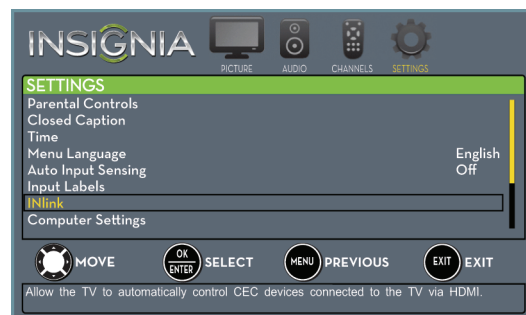 INSIGNIA
PICTURE AUDIO CHANNELS SETTINGS
SETTINGS
Parental Controls
Closed Caption
Time
Menu Language English
Auto Input Sensing Off
Input Labels
INlink
Computer Settings
MOVE OK ENTER SELECT MENU PREVIOUS EXIT EXIT
Allow the TV to automatically control CEC devices connected to the TV via HDMI.